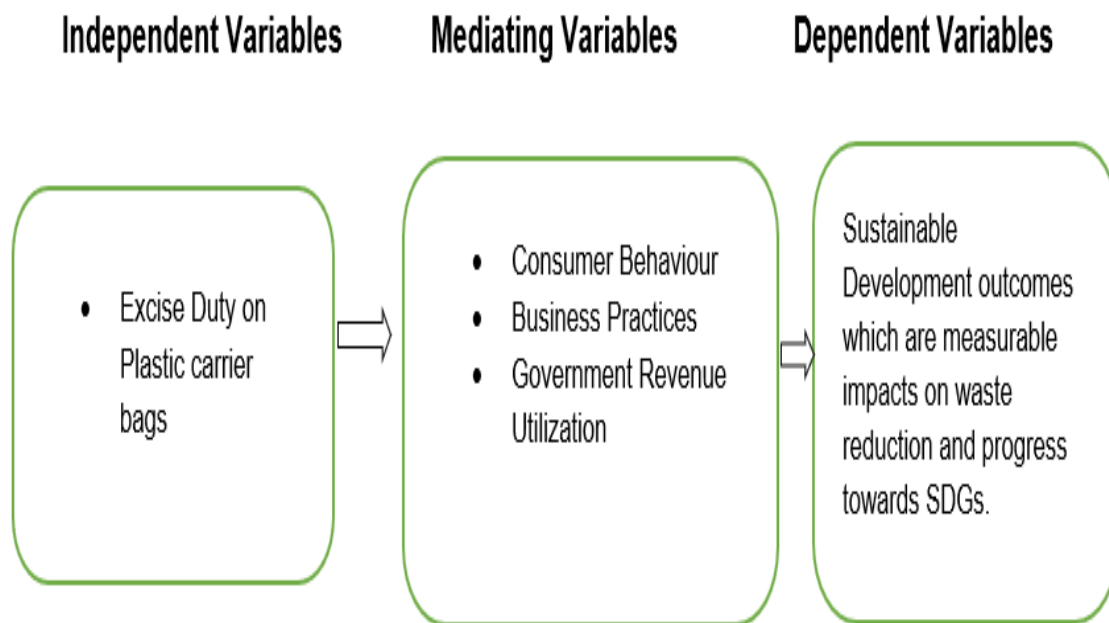 Independent Variables
Mediating Variables
Dependent Variables
• Excise Duty on
Plastic carrier
bags
• Consumer Behaviour
• Business Practices
• Government Revenue
Utilization
Sustainable
Development outcomes
which are measurable
impacts on waste
reduction and progress
towards SDGs.